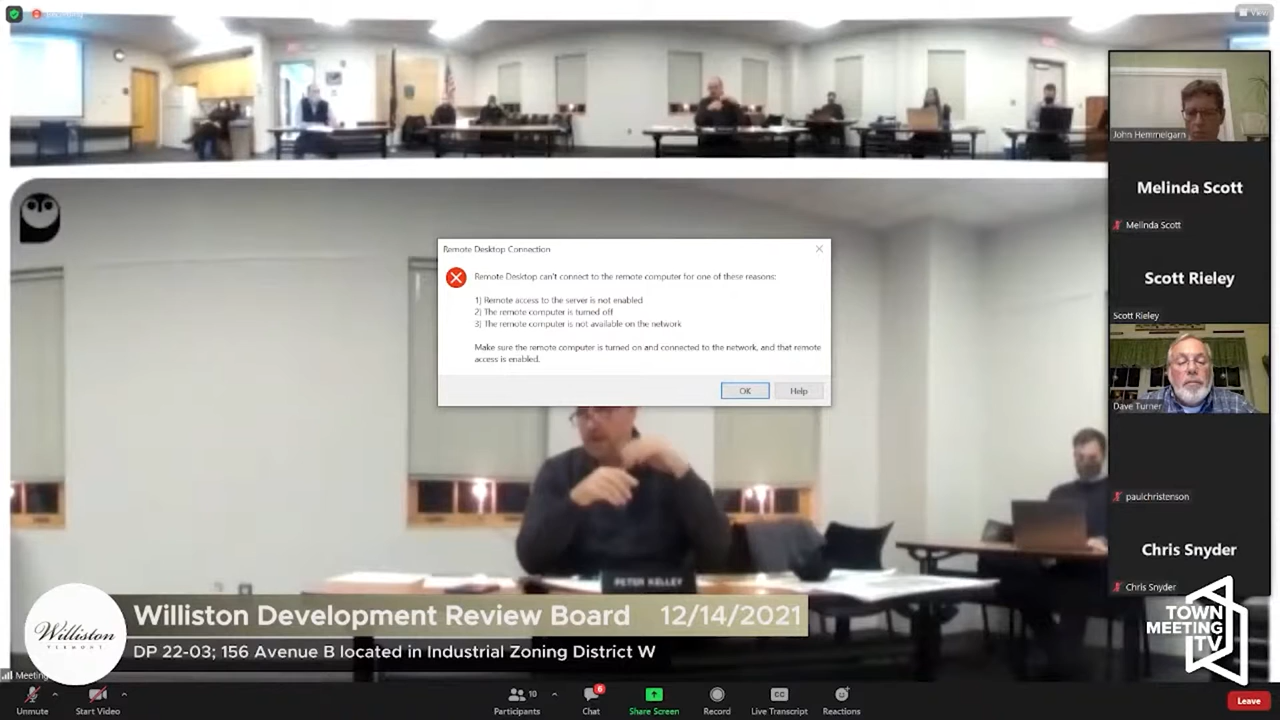 View
John Hemmelgarn
Melinda Scott
Melinda Scott
Scott Rieley
Scott Rieley
Dave Turner
paulchristenson
Chris Snyder
Chris Snyder
Remote Desktop Connection
Remote Desktop can't connect to the remote computer for one of these reasons:
1) Remote access to the server is not enabled
2) The remote computer is turned off
3) The remote computer is not available on the network
Make sure the remote computer is turned on and connected to the network, and that remote
access is enabled.
OK
Help
PETER KELLEY
Williston
VERMONT
Williston Development Review Board 12/14/2021
DP 22-03; 156 Avenue B located in Industrial Zoning District W
TOWN
MEETING
TV
Meeting
Unmute
Start Video
Participants
10
Chat
6
Share Screen
Record
CC
Live Transcript
Reactions
Leave